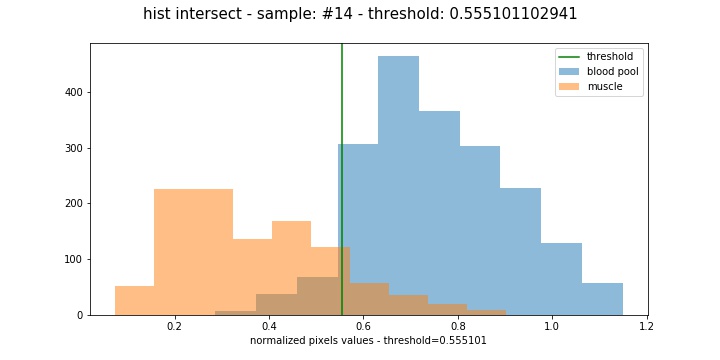 hist intersect - sample: #14 - threshold: 0.555101102941
threshold
blood pool
muscle
400
300
200
100
0
0.2 0.4 0.6 0.8 1.0 1.2
normalized pixels values - threshold=0.555101